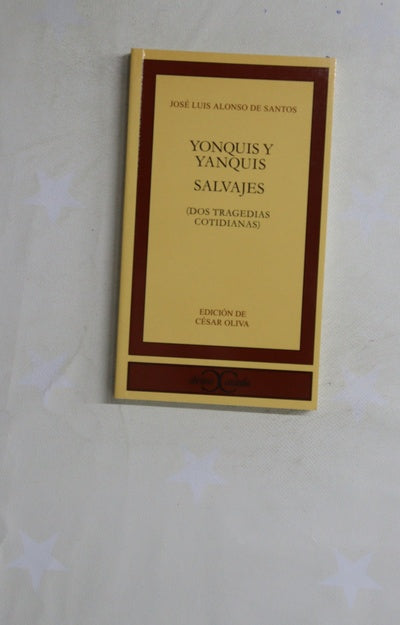 JOSÉ LUIS ALONSO DE SANTOS
YONQUIS Y
YANQUIS
SALVAJES
(DOS TRAGEDIAS
COTIDIANAS)
EDICIÓN DE
CÉSAR OLIVA